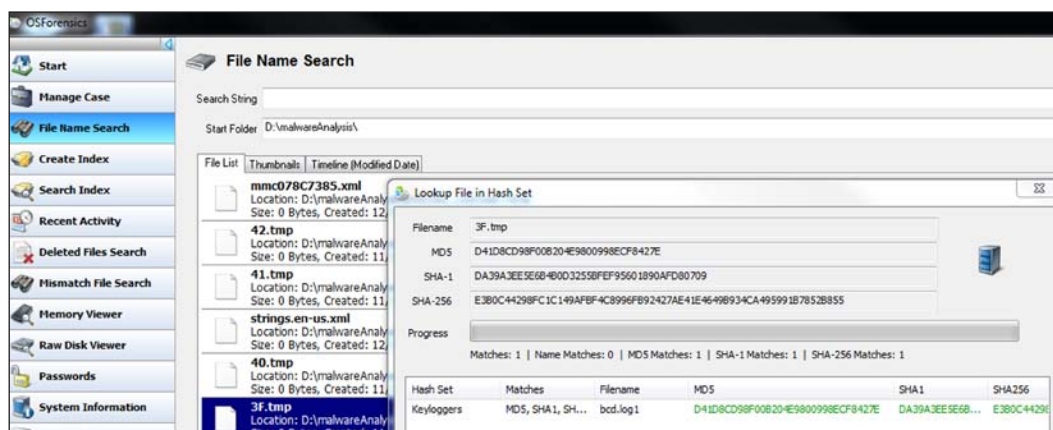 OSForensics
Start
Manage Case
File Name Search
Create Index
Search Index
Recent Activity
Deleted Files Search
Mismatch File Search
Memory Viewer
Raw Disk Viewer
Passwords
System Information
File Name Search
Search String
Start Folder D:\malwareAnalysis\
File List Thumbnails Timeline (Modified Date)
mmc078C7385.xml
Location: D:\malwareAnaly
Size: 0 Bytes, Created: 12/
42.tmp
Location: D:\malwareAnaly
Size: 0 Bytes, Created: 11/
41.tmp
Location: D:\malwareAnaly
Size: 0 Bytes, Created: 11/
strings.en-us.xml
Location: D:\malwareAnaly
Size: 0 Bytes, Created: 12/
40.tmp
Location: D:\malwareAnaly
Size: 0 Bytes, Created: 11/
3F.tmp
Location: D:\malwareAnaly
Lookup File in Hash Set
Filename 3F.tmp
MD5 D41D8CD98F00B204E9800998ECF8427E
SHA-1 DA39A3EE5E6B4B0D3255BFEF95601890AFD80709
SHA-256 E3B0C44298FC1C149AFBF4C8996FB92427AE41E4649B934CA495991B7852B855
Progress
Matches: 1 | Name Matches: 0 | MD5 Matches: 1 | SHA-1 Matches: 1 | SHA-256 Matches: 1
Hash Set Matches Filename MD5 SHA1 SHA256
Keyloggers MD5, SHA1, SH... bcd.log1 D41D8CD98F00B204E9800998ECF8427E DA39A3EE5E6B... E3B0C44298